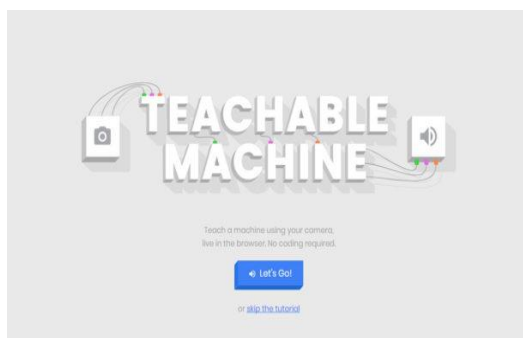 TEACHABLE
MACHINE
Teach a machine using your camera,
live in the browser. No coding required.
Let's Go!
or skip the tutorial